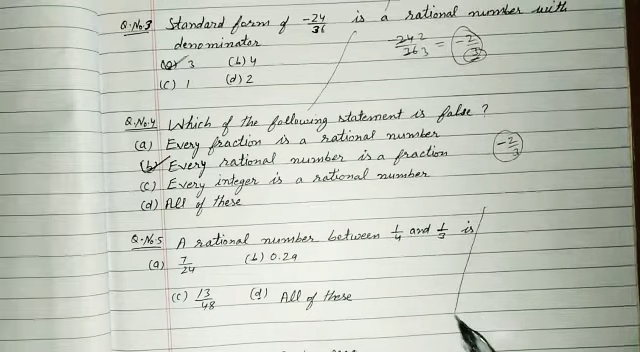 Q.No.3 Standard form of -24/36 is a rational number with
denominator
(a) 3 (b) 4
(c) 1 (d) 2
-24 2/36 3 = -2/3
Q.No.4 Which of the following statement is false ?
(a) Every fraction is a rational number
(b) Every rational number is a fraction
(c) Every integer is a rational number
(d) All of these
-2/3
Q.No.5 A rational number between 1/4 and 1/3 is
(a) 7/24 (b) 0.29
(c) 13/48 (d) All of these